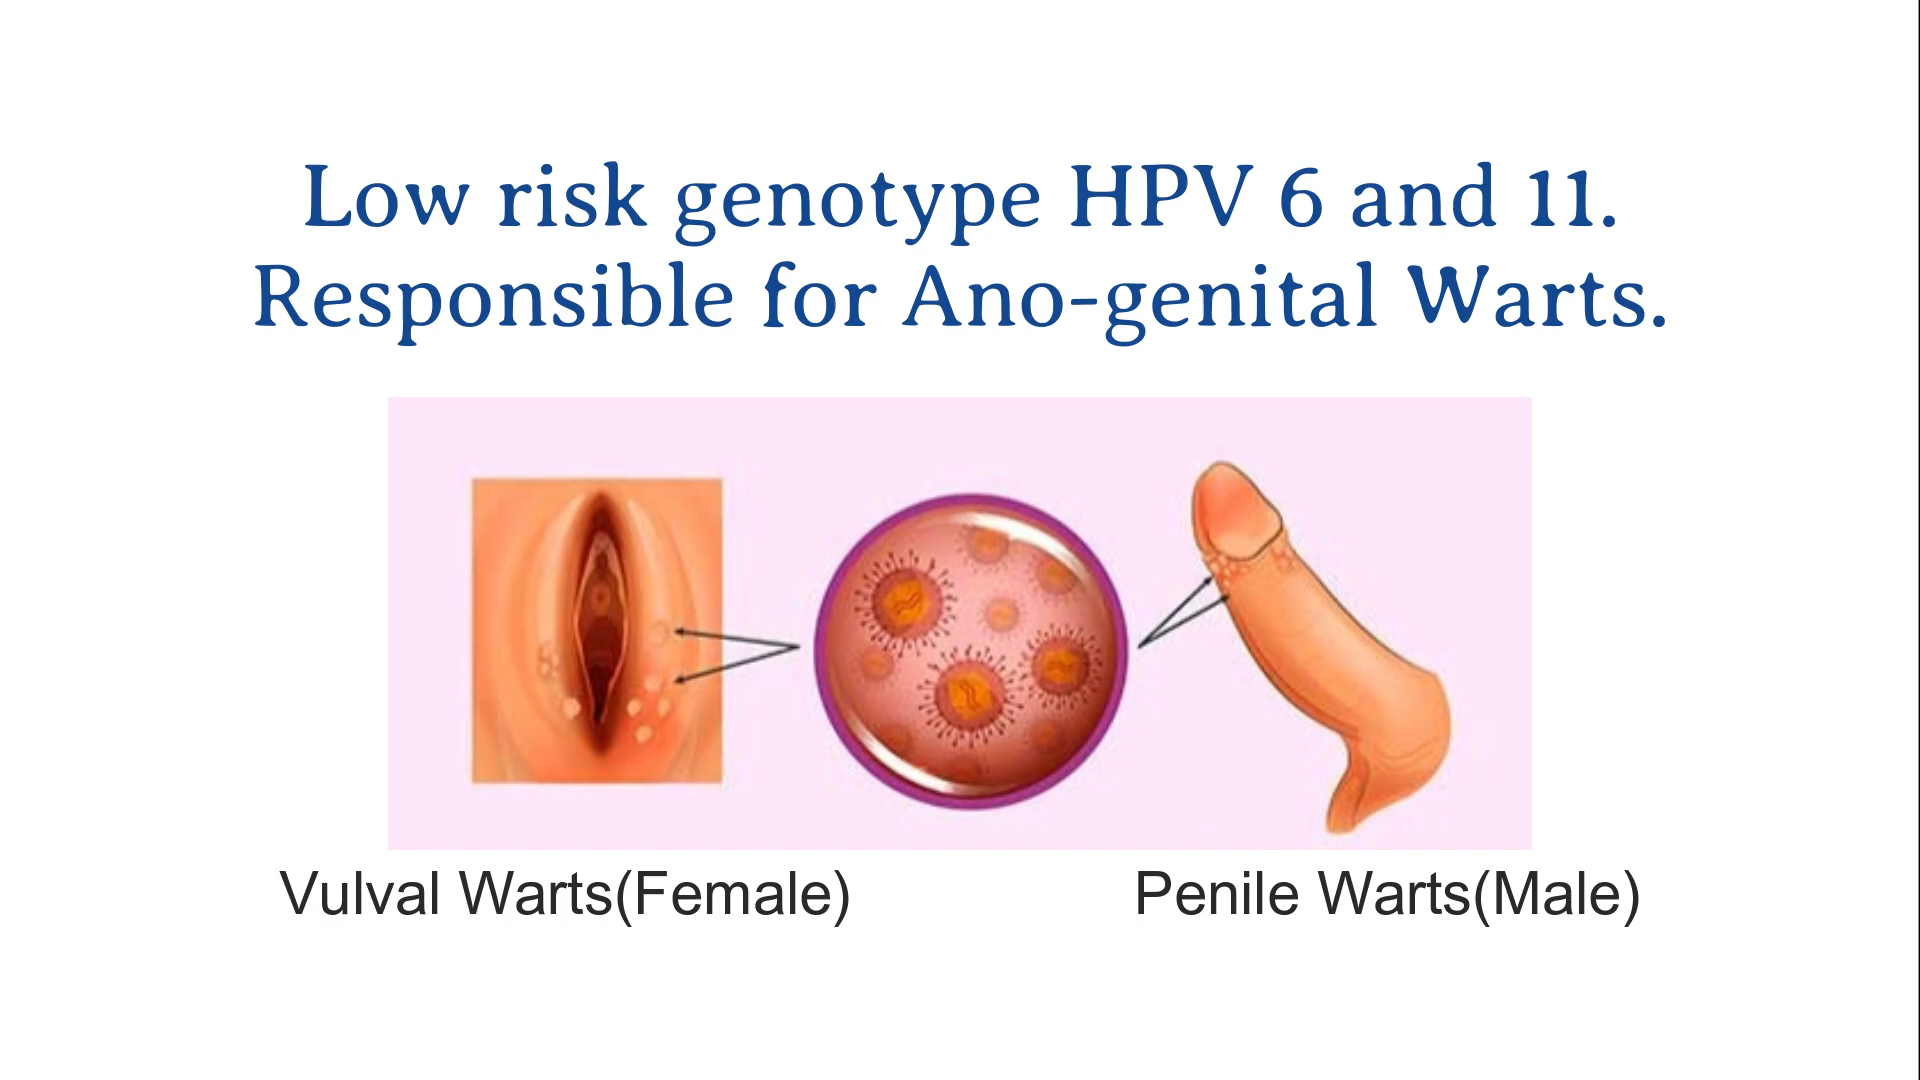 Low risk genotype HPV 6 and 11.
Responsible for Ano-genital Warts.
Vulval Warts(Female)
Penile Warts(Male)